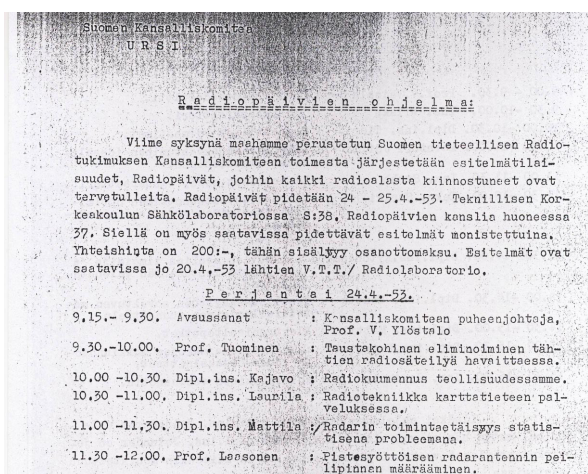 Suomen Kansalliskomitea
U R S I
R a d i o p ä i v i e n o h j e l m a:
Viime syksynä maahamme perustetun Suomen tieteellisen Radio-
tukimuksen Kansalliskomitean toimesta järjestetään esitelmätilai-
suudet, Radiopäivät, joihin kaikki radioalasta kiinnostuneet ovat
tervetulleita. Radiopäivät pidetään 24 - 25.4.-53. Teknillisen Kor-
keakoulun Sähkölaboratoriossa S:38. Radiopäivien kanslia huoneessa
37. Siellä on myös saatavissa pidettävät esitelmät monistettuina.
Yhteishinta on 200:-, tähän sisältyy osanottomaksu. Esitelmät ovat
saatavissa jo 20.4.-53 lähtien V.T.T./ Radiolaboratorio.
P e r j a n t a i 24.4.-53.
9.15.- 9.30. Avaussanat : Kansalliskomitean puheenjohtaja,
Prof. V. Ylöstalo
9.30.-10.00. Prof. Tuominen : Taustakohinan eliminoiminen täh-
tien radiosäteilyä havaittaessa.
10.00 -10.30. Dipl.ins. Kajavo : Radiokuumennus teollisuudessamme.
10.30 -11.00. Dipl.ins. Laurila : Radiotekniikka karttatieteen pal-
veluksessa.
11.00 -11.30. Dipl.ins. Mattila : Radarin toimintaetäisyys statis-
tisena probleemana.
11.30 -12.00. Prof. Laasonen : Pistesyöttöisen radarantennin pei-
lipinnan määrääminen.